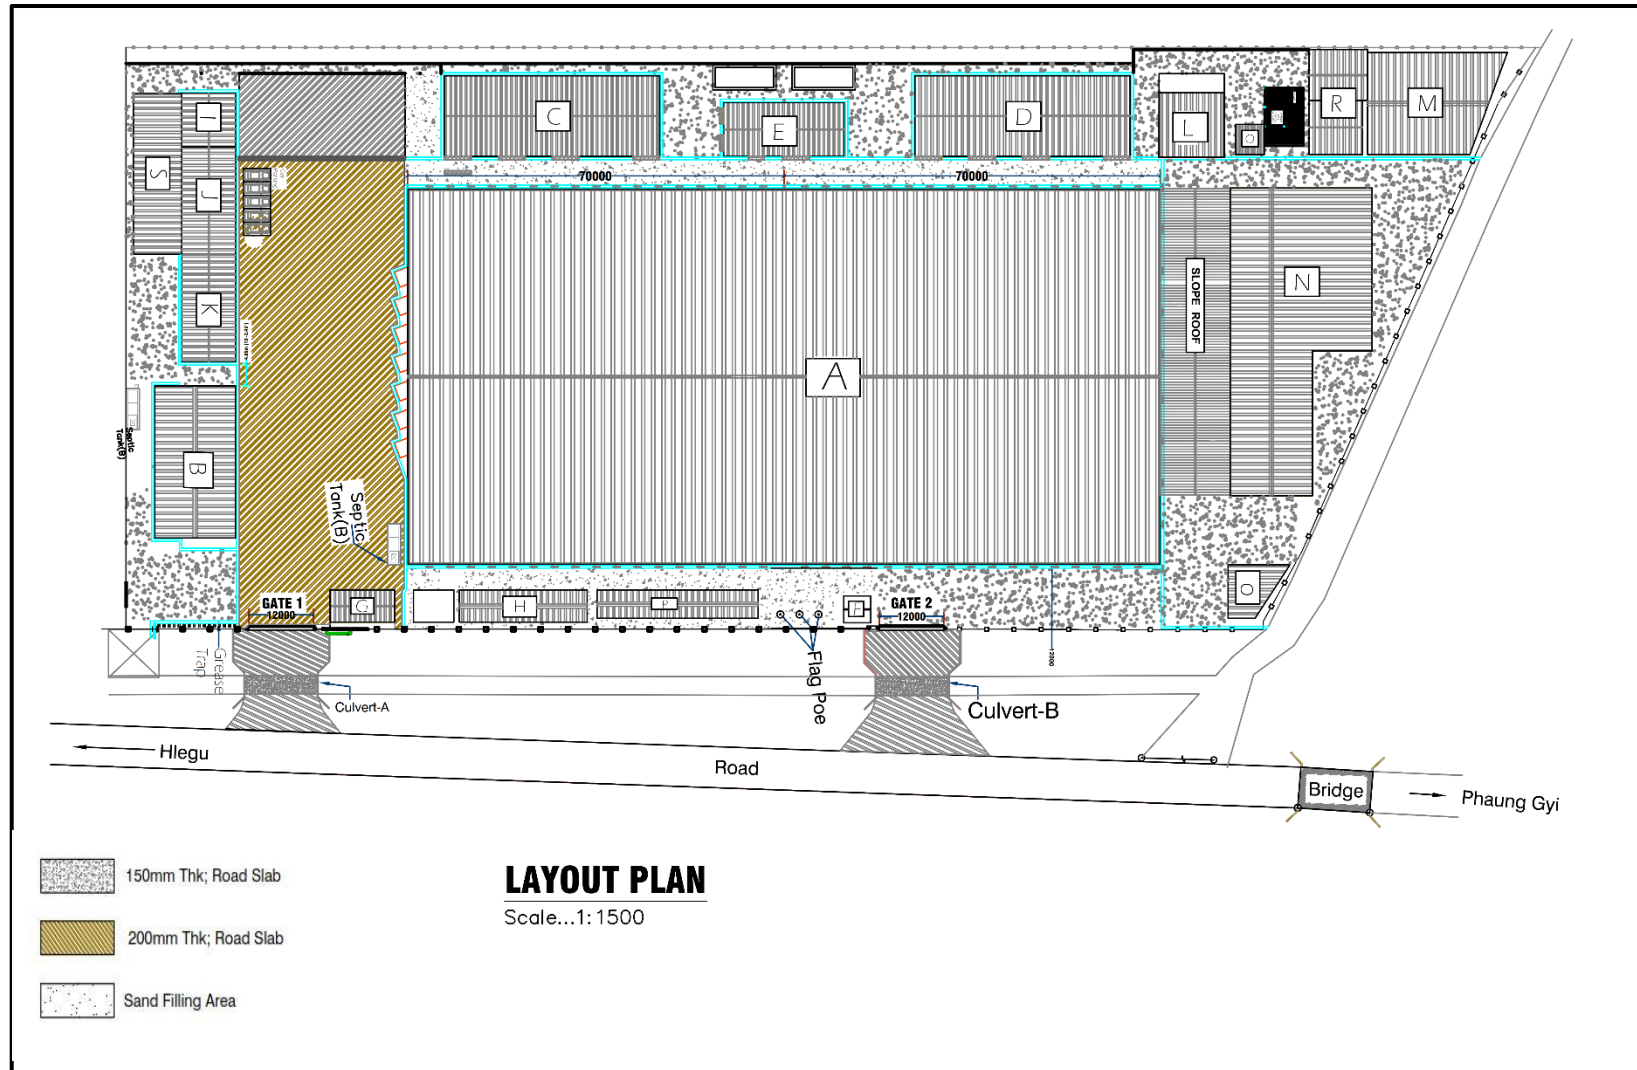 C
E
D
L
R
M
I
S
J
K
70000
70000
A
SLOPE ROOF
N
B
Septic
Tank(B)
Septic
Tank(B)
GATE 1
12000
G
H
P
F
GATE 2
12000
O
Grease
Trap
Culvert-A
Flag Poe
Culvert-B
Hlegu
Road
Bridge
Phaung Gyi
150mm Thk; Road Slab
200mm Thk; Road Slab
Sand Filling Area
LAYOUT PLAN
Scale...1:1500